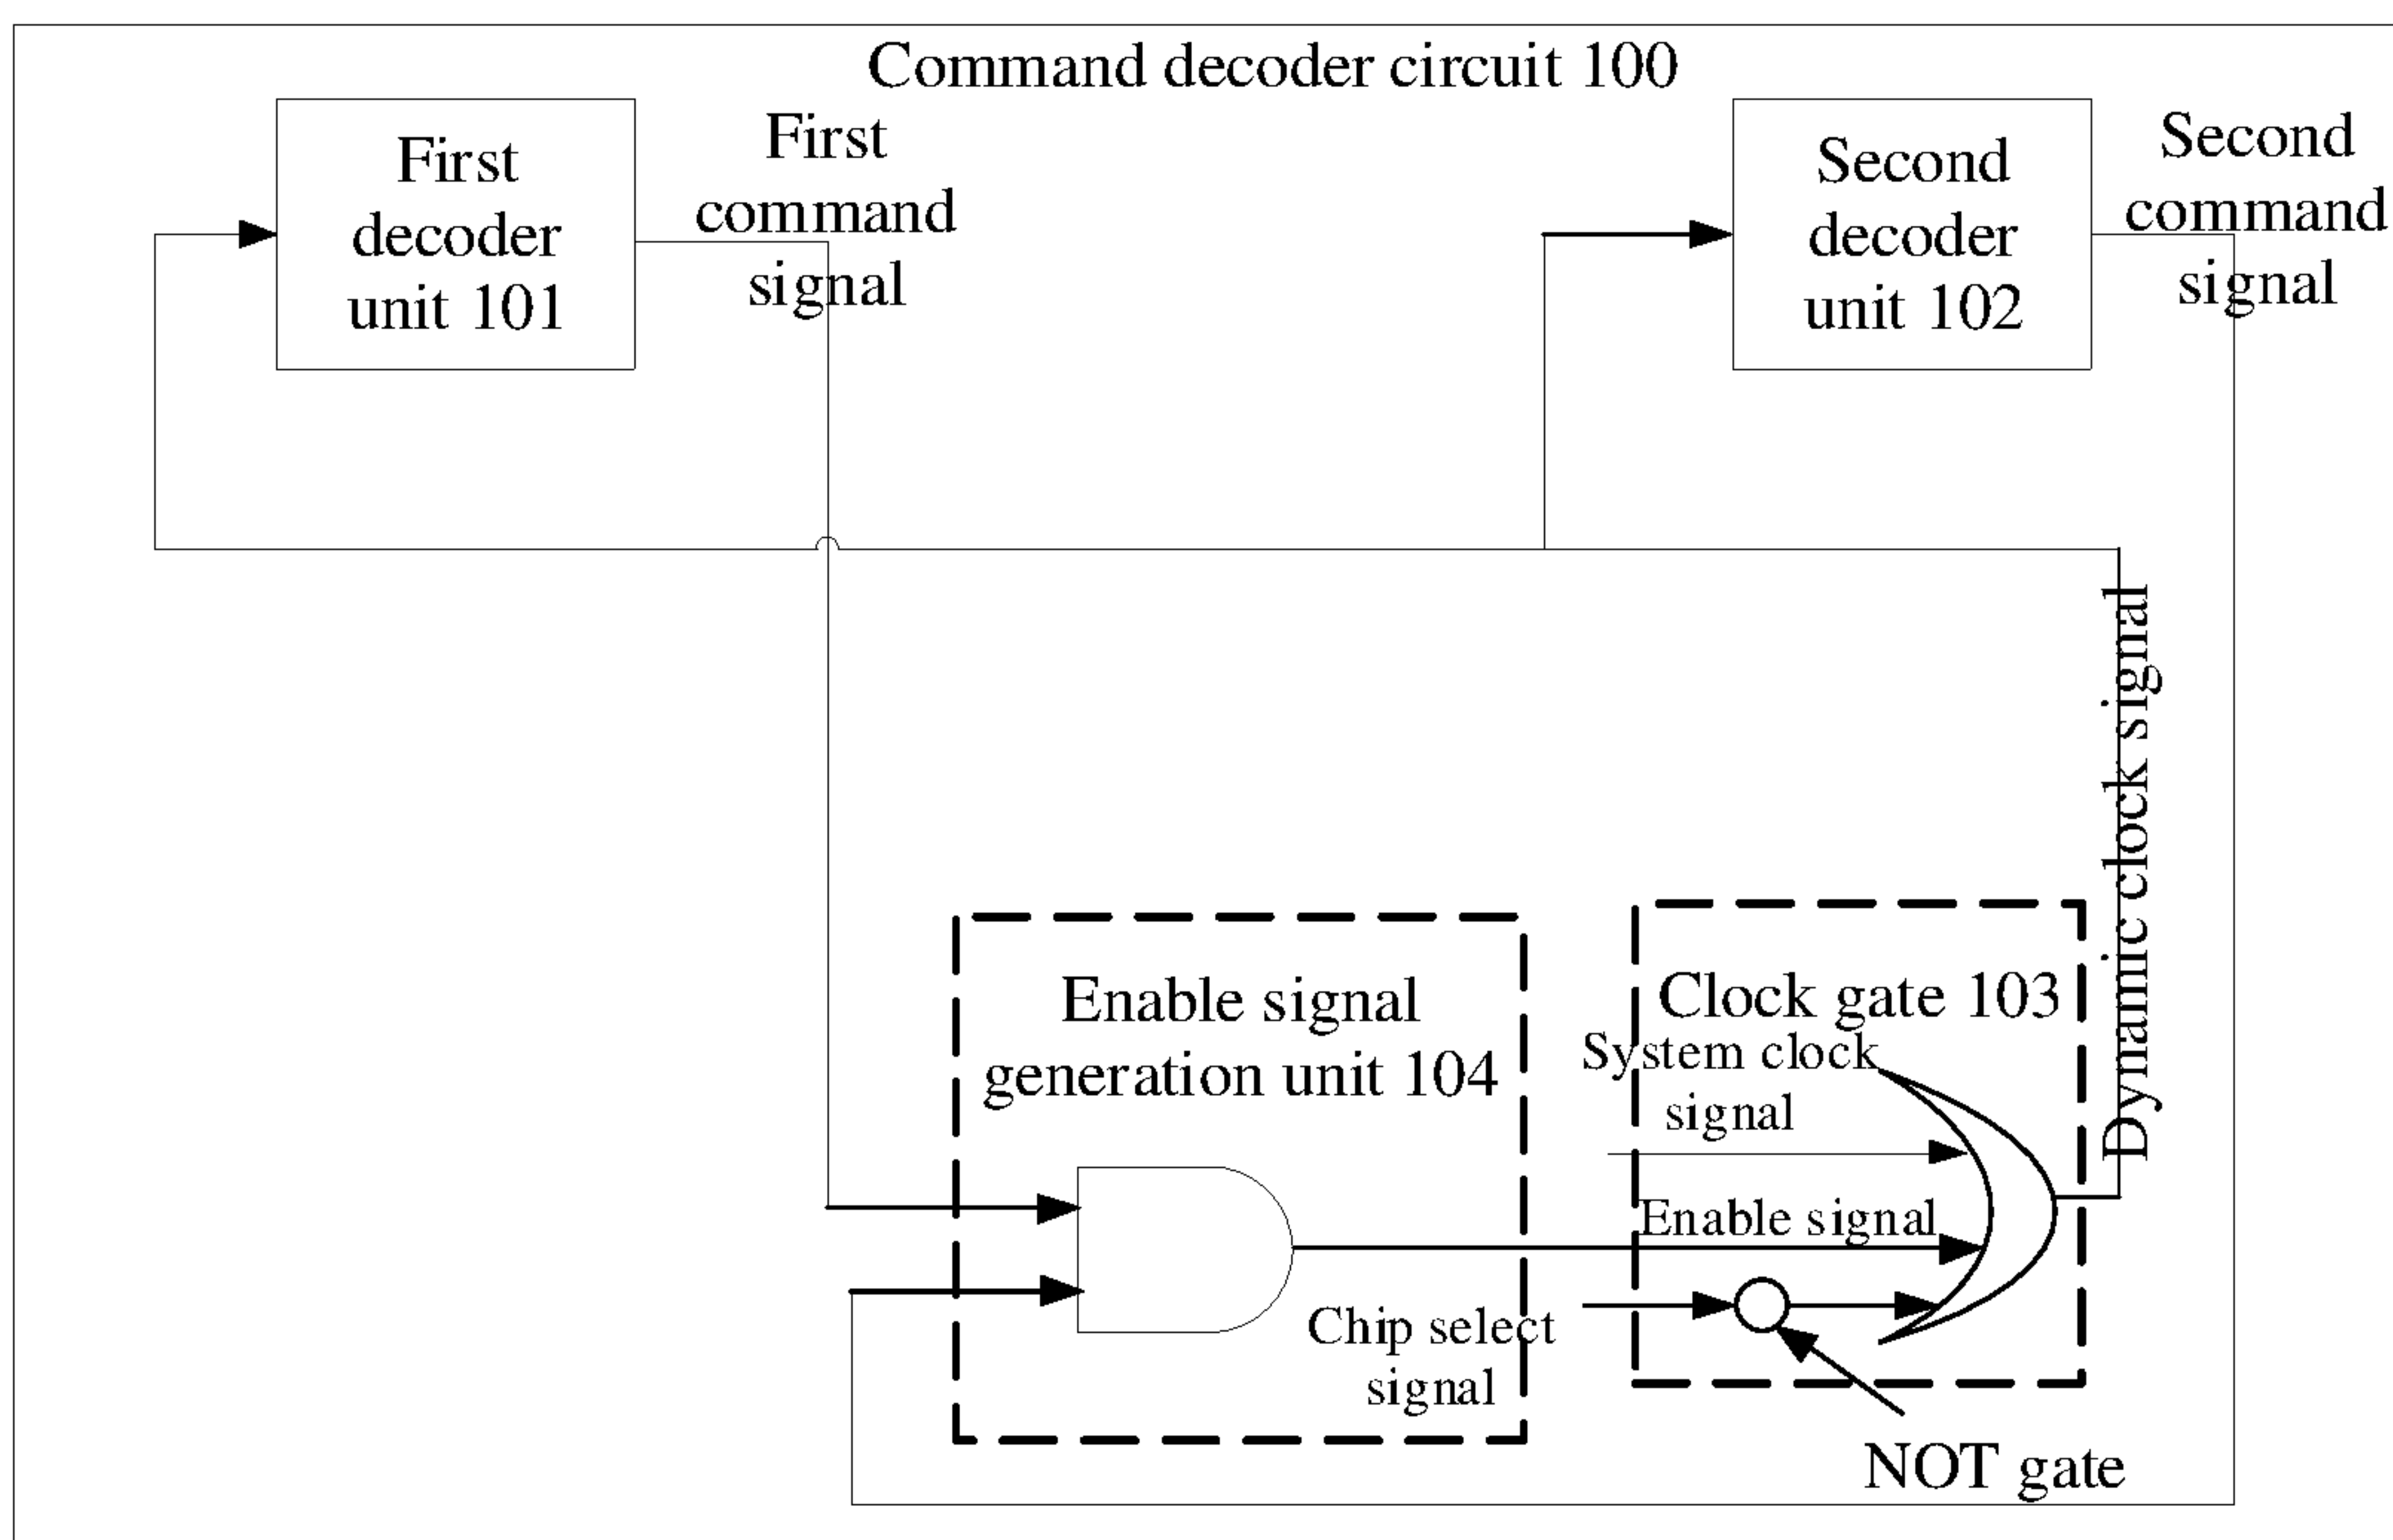 Command decoder circuit 100
First
decoder
unit 101
First
command
signal
Second
decoder
unit 102
Second
command
signal
Dynamic clock signal
Enable signal
generation unit 104
Clock gate 103
System clock
signal
Enable signal
Chip select
signal
NOT gate